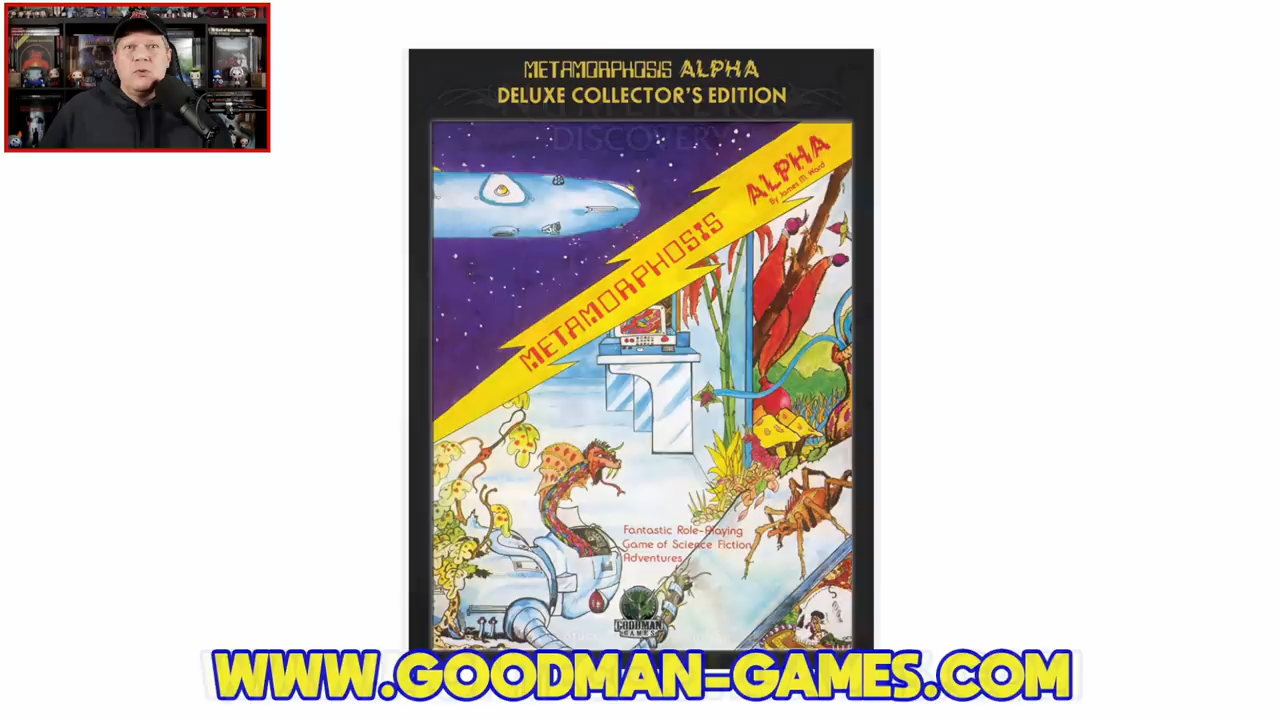 METAMORPHOSIS ALPHA
DELUXE COLLECTOR'S EDITION
DISCOVERY
METAMORPHOSIS ALPHA
By James M. Ward
Fantastic Role-Playing
Game of Science Fiction
Adventures
GOODMAN
GAMES
WWW.GOODMAN-GAMES.COM